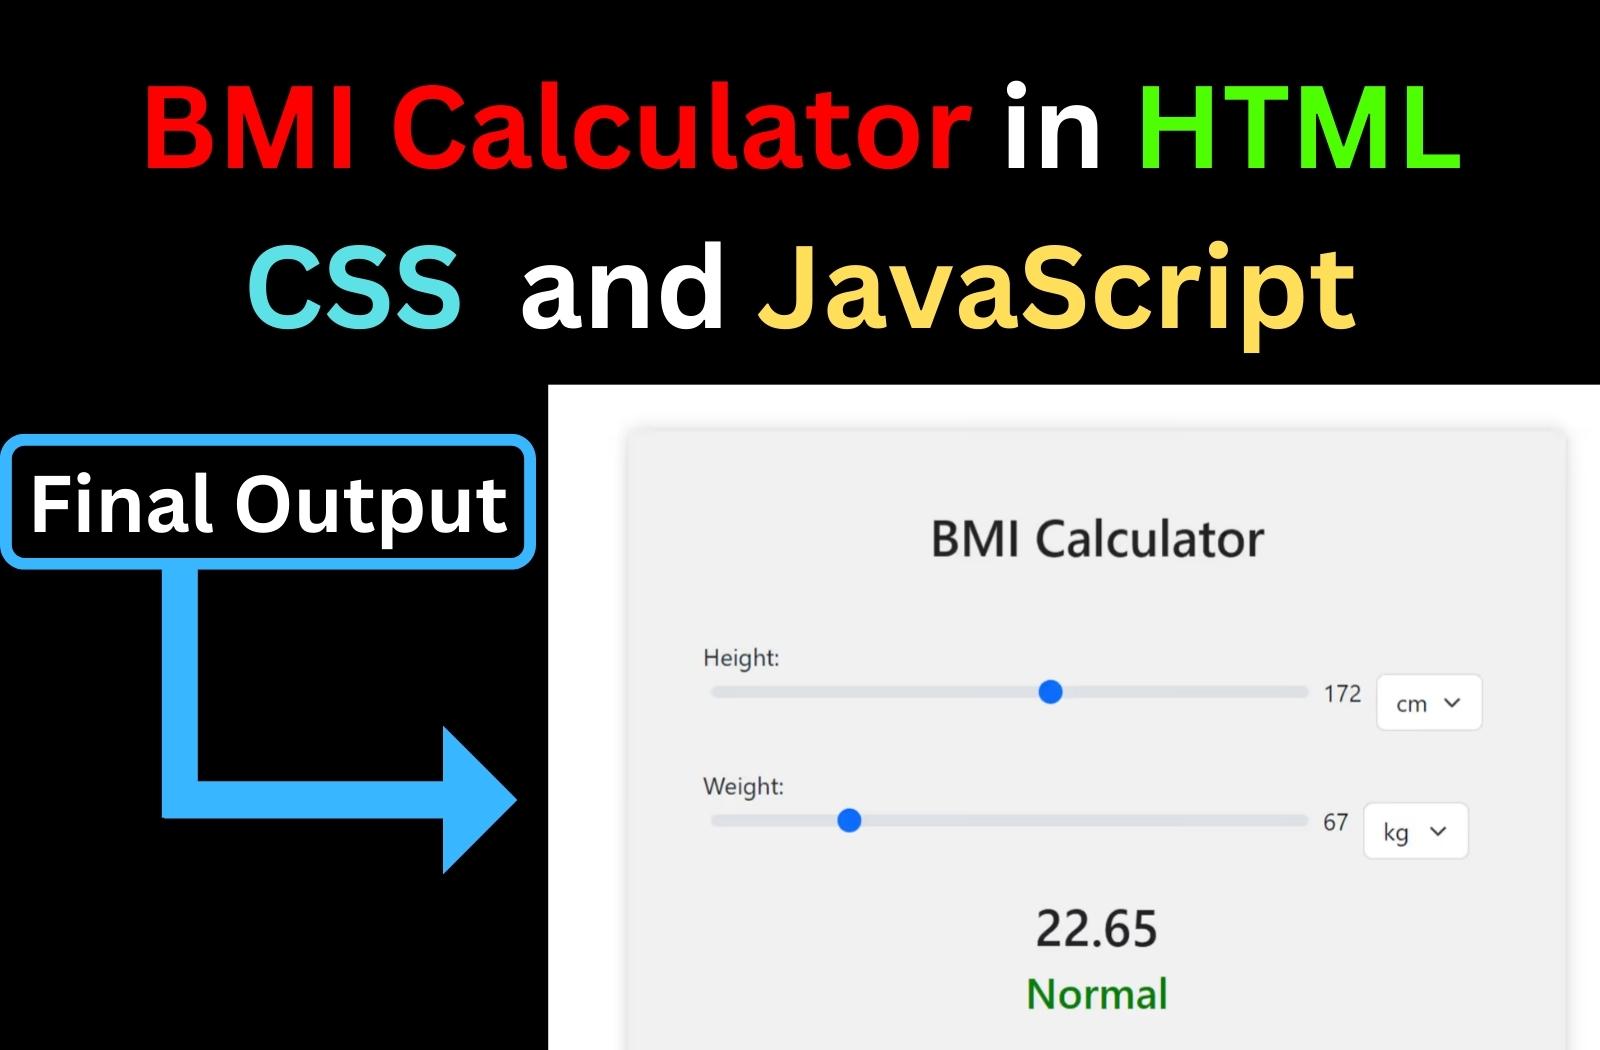 BMI Calculator in HTML
CSS and JavaScript
Final Output
BMI Calculator
Height:
172 cm
Weight:
67 kg
22.65
Normal